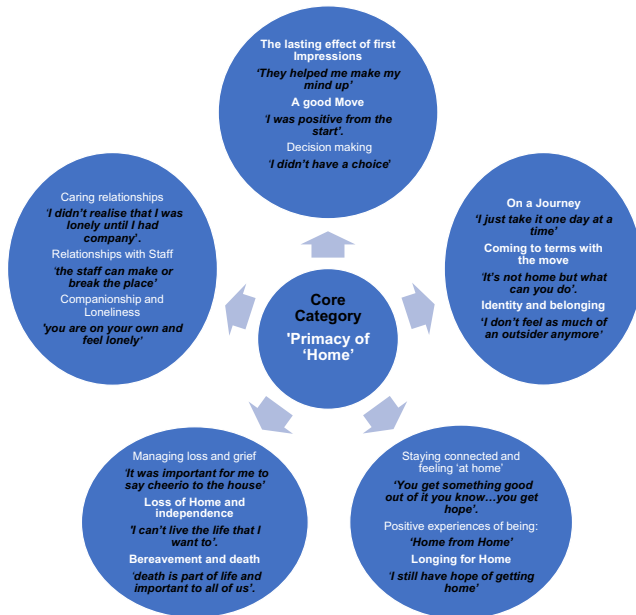 The lasting effect of first
Impressions
‘They helped me make my
mind up’
A good Move
‘I was positive from the
start’.
Decision making
‘I didn’t have a choice’
Caring relationships
‘I didn’t realise that I was
lonely until I had
company’.
Relationships with Staff
‘the staff can make or
break the place’
Companionship and
Loneliness
'you are on your own and
feel lonely'
On a Journey
‘I just take it one day at a
time’
Coming to terms with
the move
‘It’s not home but what
can you do’.
Identity and belonging
‘I don’t feel as much of
an outsider anymore’
Core
Category
'Primacy of
‘Home’
Managing loss and grief
‘It was important for me to
say cheerio to the house’
Loss of Home and
independence
'I can’t live the life that I
want to’.
Bereavement and death
‘death is part of life and
important to all of us’.
Staying connected and
feeling ‘at home’
‘You get something good
out of it you know…you get
hope’.
Positive experiences of being:
‘Home from Home’
Longing for Home
‘I still have hope of getting
home’